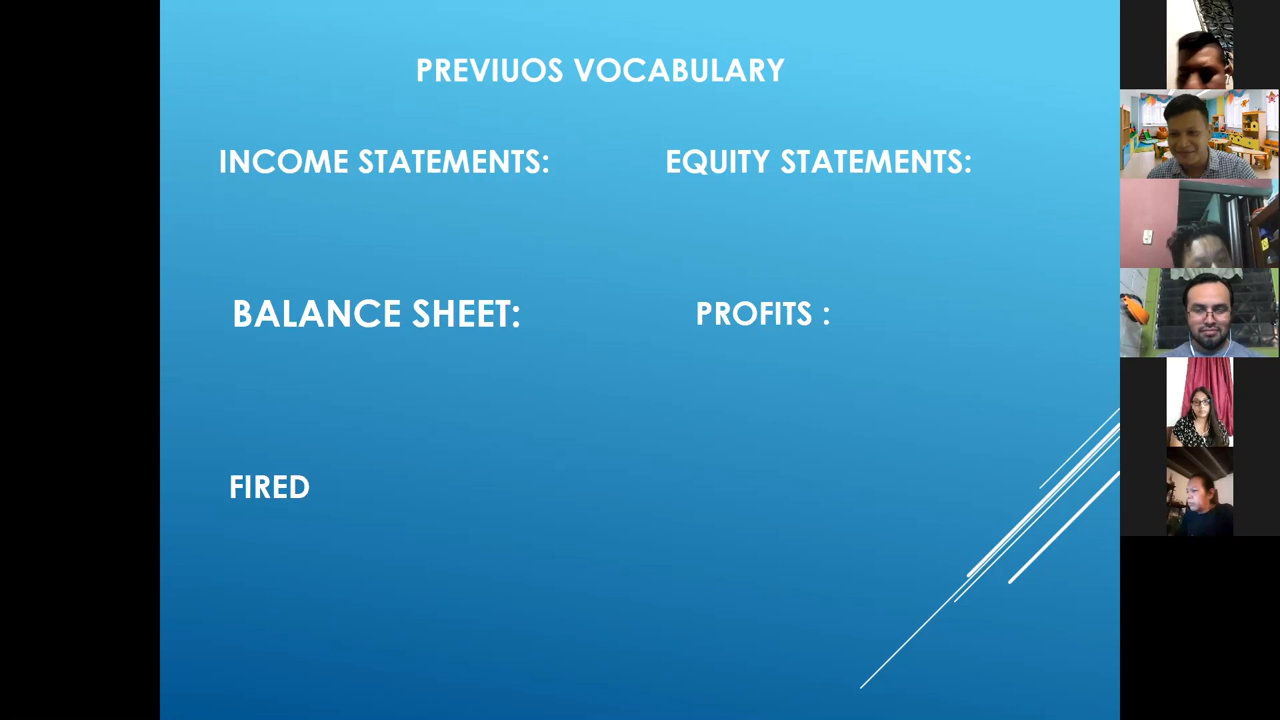 PREVIUOS VOCABULARY
INCOME STATEMENTS:
EQUITY STATEMENTS:
BALANCE SHEET:
PROFITS :
FIRED